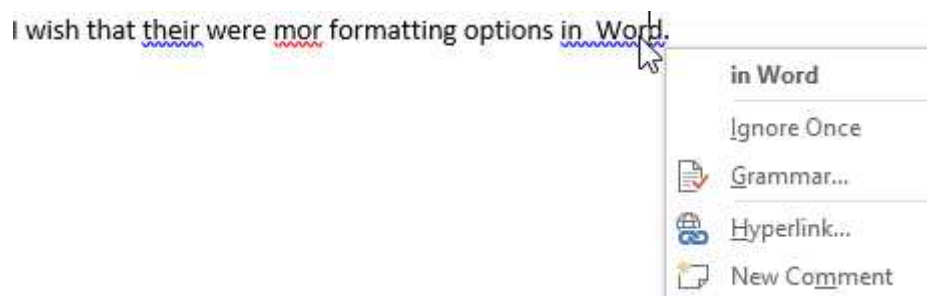 I wish that their were mor formatting options in  Word.
in Word
Ignore Once
Grammar...
Hyperlink...
New Comment